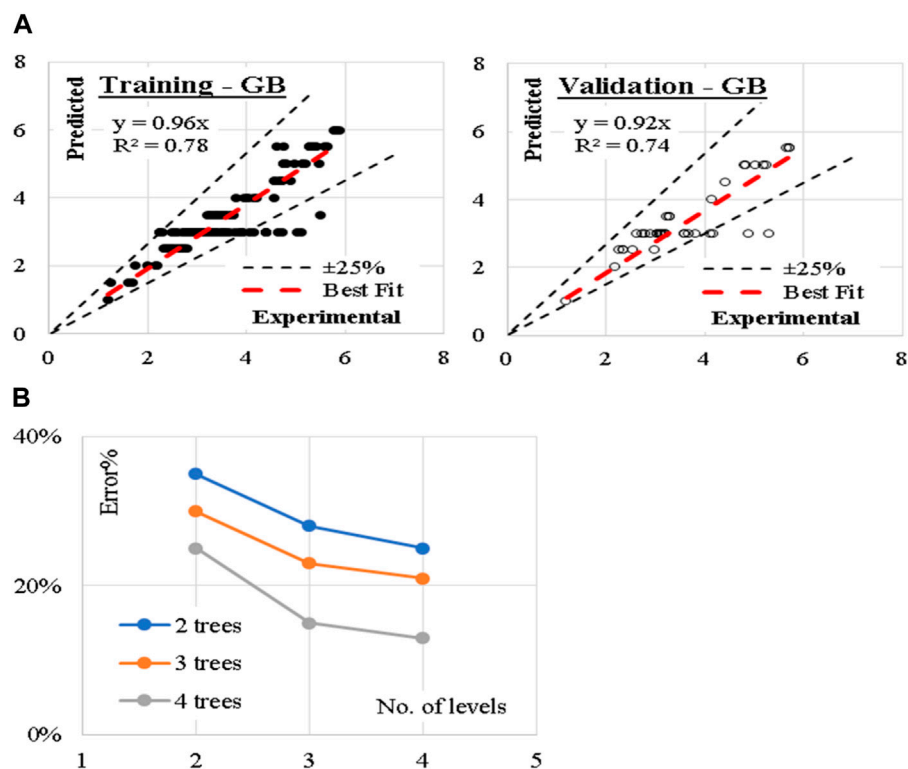 A
Training - GB
y = 0.96x
R² = 0.78
Predicted
8
6
4
2
0
±25%
Best Fit
Experimental
0 2 4 6 8
Validation - GB
y = 0.92x
R² = 0.74
Predicted
8
6
4
2
0
±25%
Best Fit
Experimental
0 2 4 6 8
B
40%
20%
0%
Error%
2 trees
3 trees
4 trees
No. of levels
1 2 3 4 5